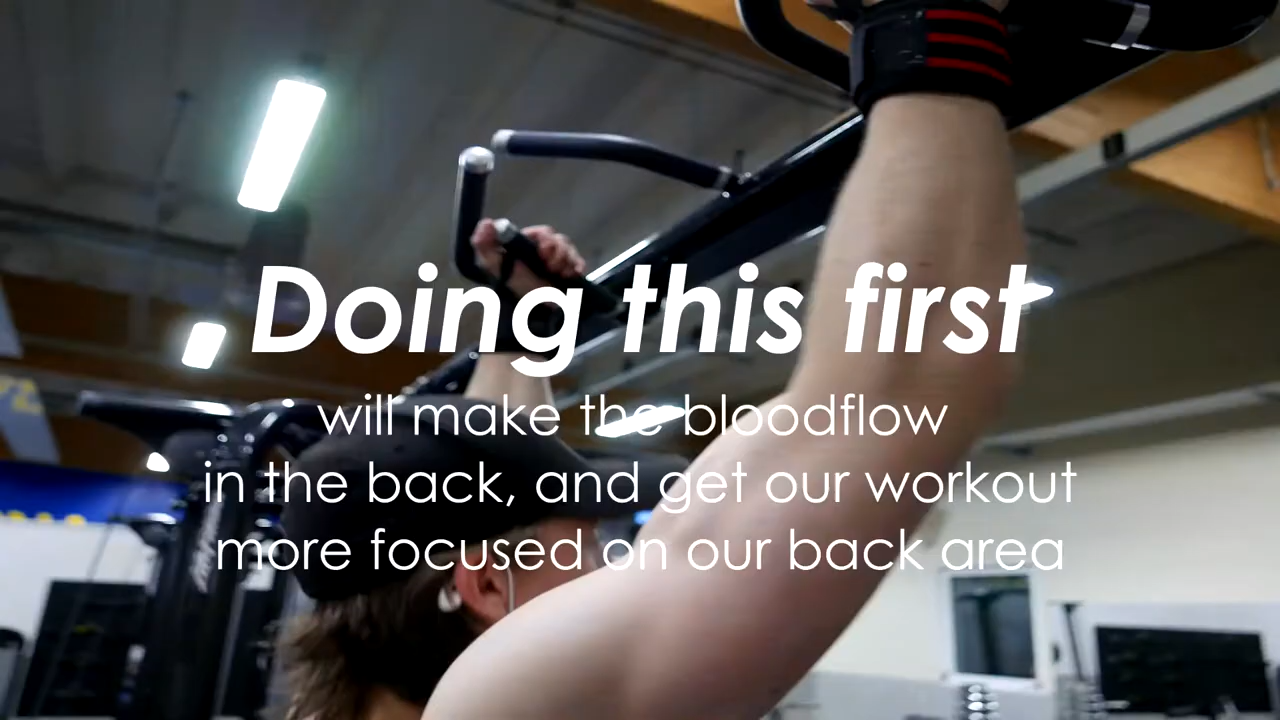 Doing this first
will make the bloodflow
in the back, and get our workout
more focused on our back area